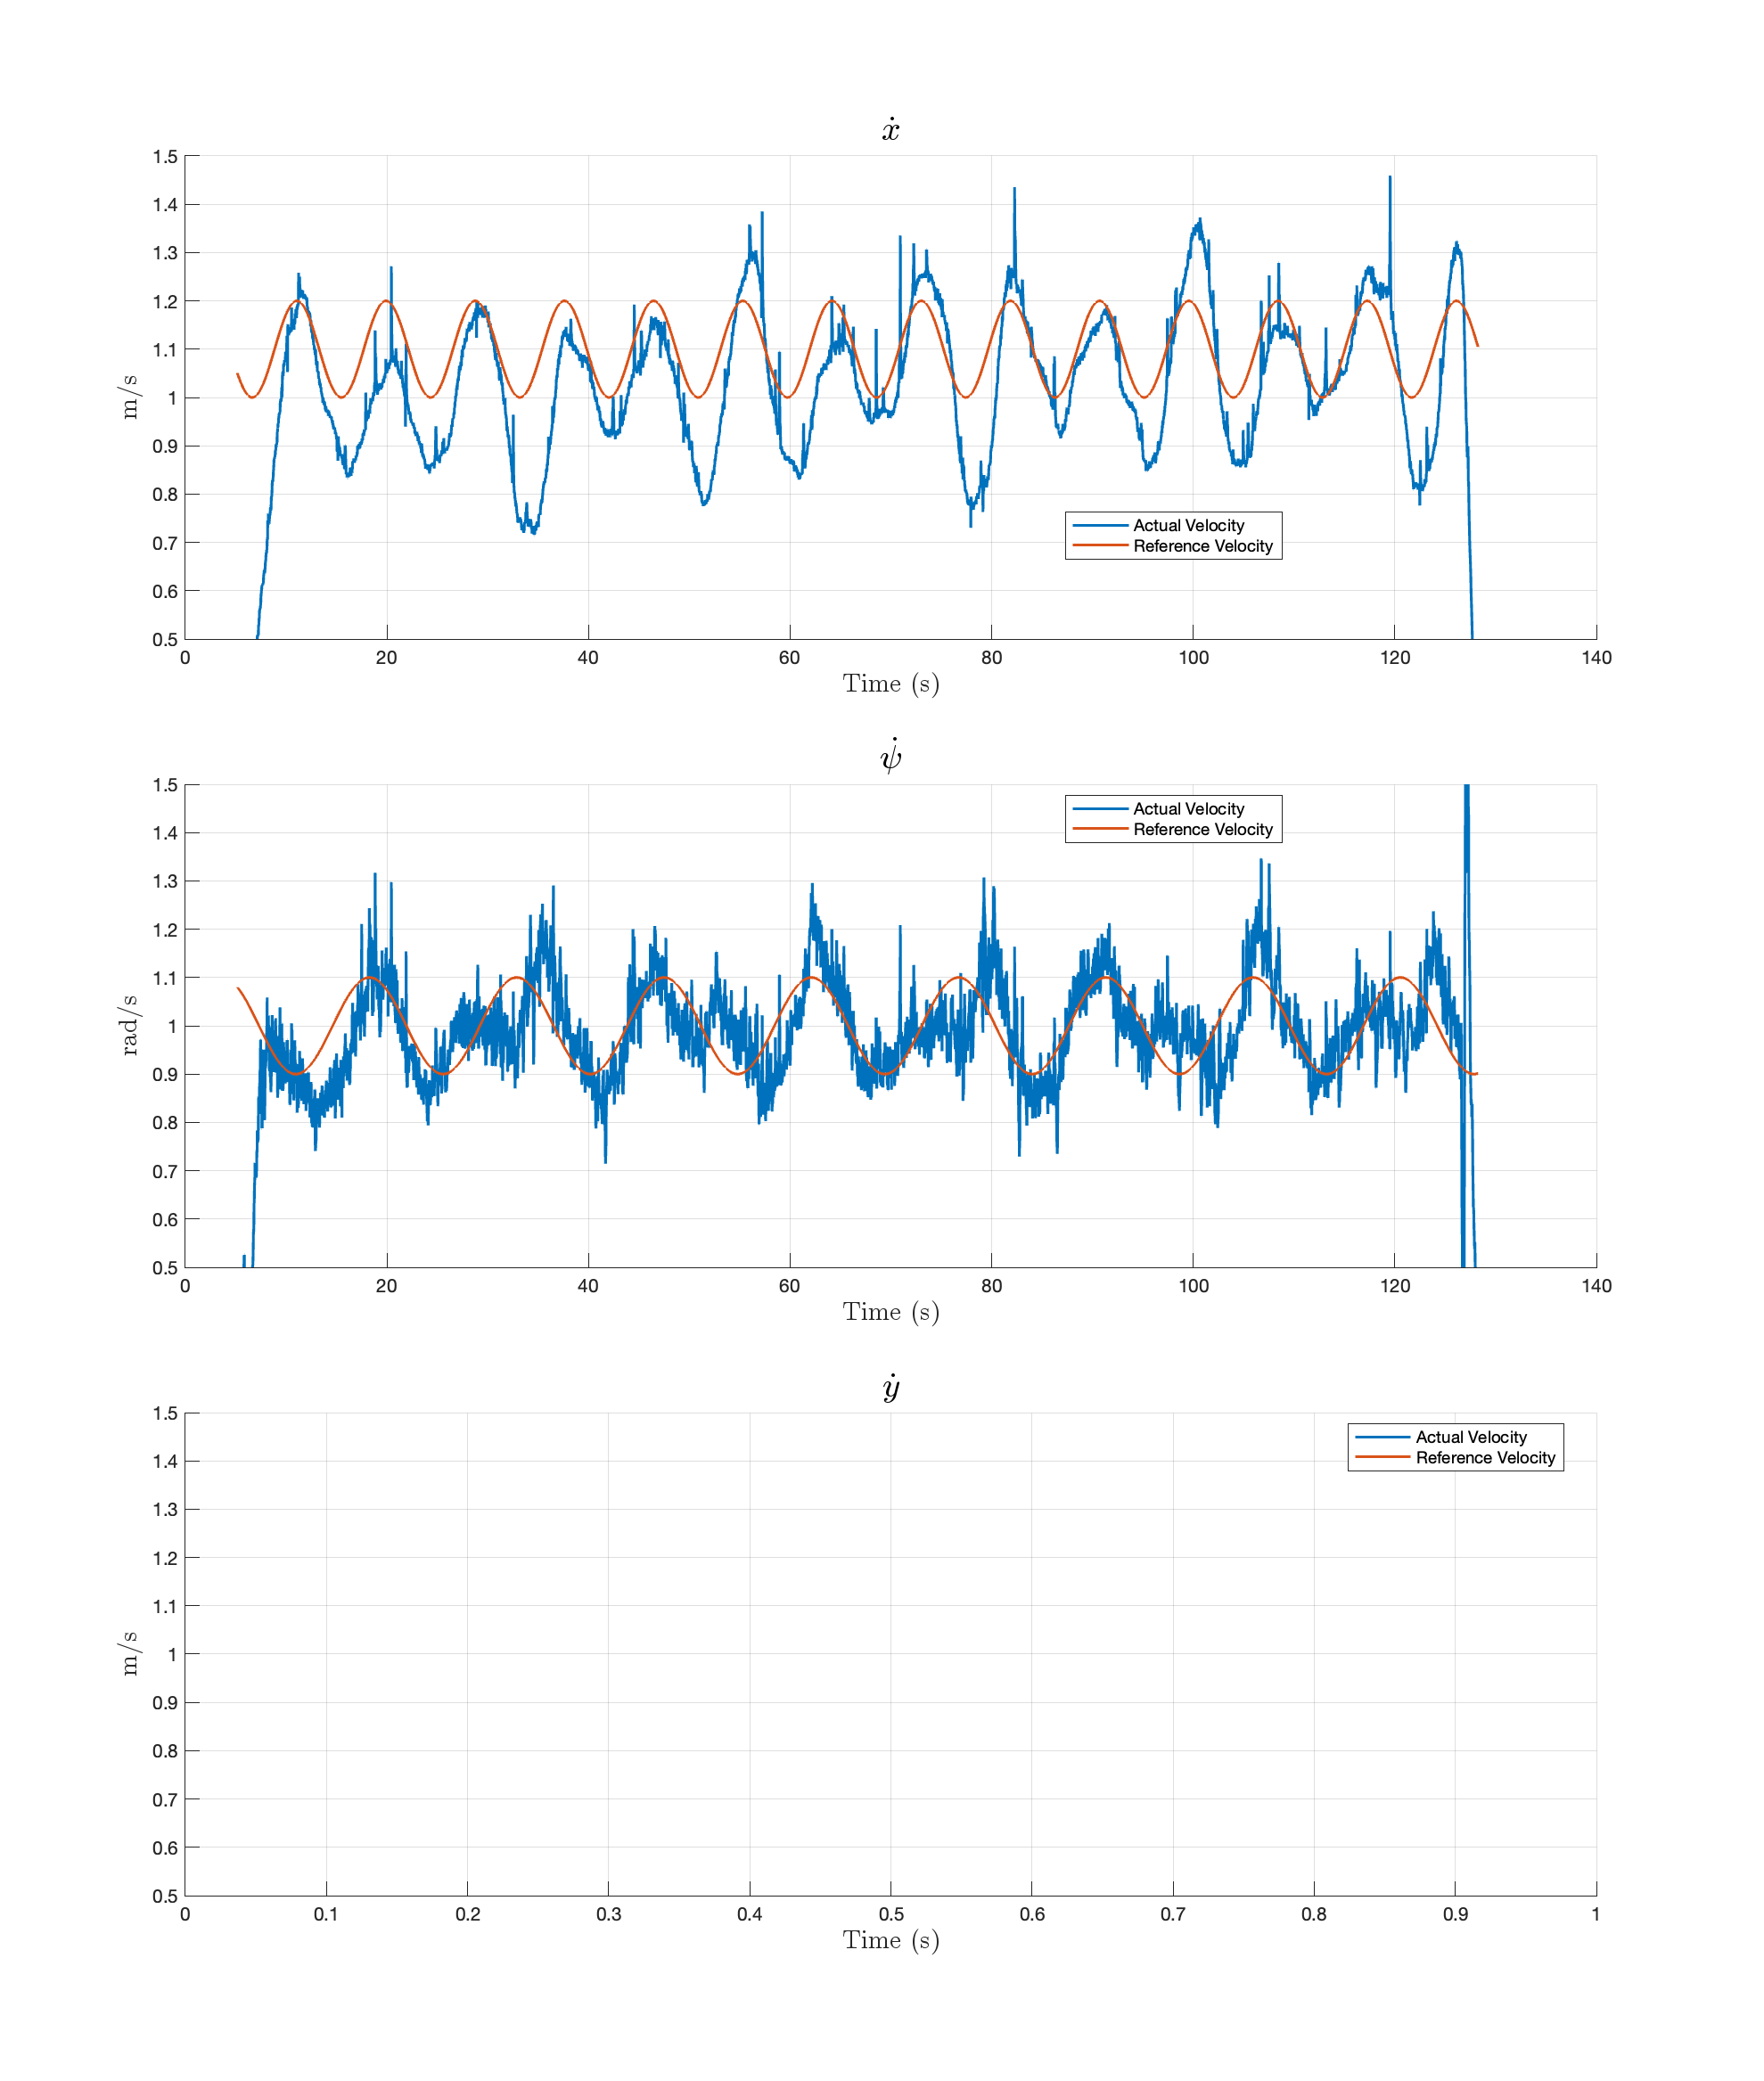 ẋ
1.5
1.4
1.3
1.2
1.1
1
0.9
0.8
0.7
0.6
0.5
m/s
Actual Velocity
Reference Velocity
0 20 40 60 80 100 120 140
Time (s)
ψ̇
1.5
1.4
1.3
1.2
1.1
1
0.9
0.8
0.7
0.6
0.5
rad/s
Actual Velocity
Reference Velocity
0 20 40 60 80 100 120 140
Time (s)
ẏ
1.5
1.4
1.3
1.2
1.1
1
0.9
0.8
0.7
0.6
0.5
m/s
Actual Velocity
Reference Velocity
0 0.1 0.2 0.3 0.4 0.5 0.6 0.7 0.8 0.9 1
Time (s)